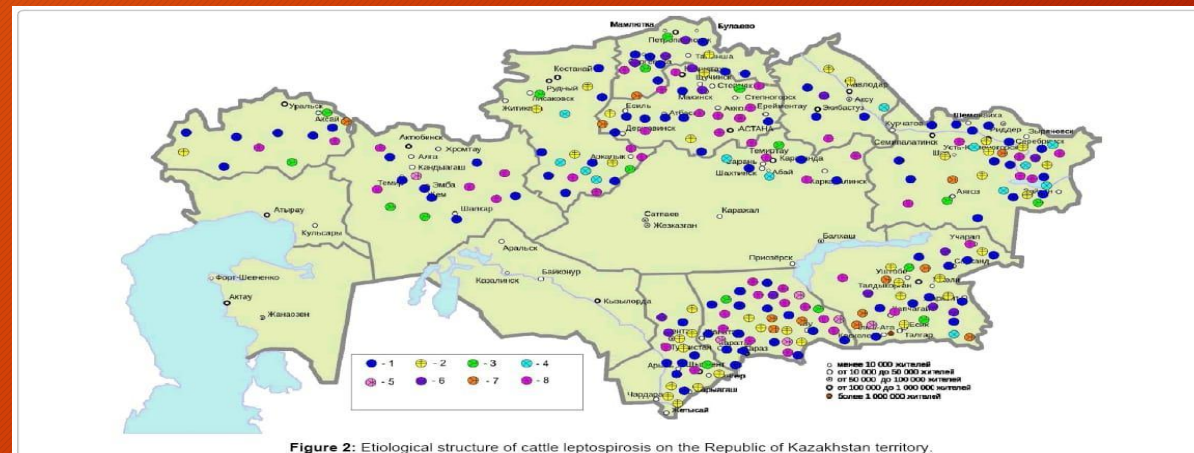 Мамлютка Булаево
Петропавловск
Костанай
Рудный
Лисаковск
Житикара
Щучинск
Макинск
Степногорск
Есиль
Ерейментау
Державинск
АСТАНА
Павлодар
Аксу
Экибастуз
Курчатов
Семипалатинск
Шемонаиха
Риддер
Зыряновск
Серебрянск
Усть-Каменогорск
Зайсан
Аягоз
Уральск
Аксай
Актюбинск
Хромтау
Алга
Кандыагаш
Темир
Эмба
Шалкар
Аркалык
Темиртау
Караганда
Сарань
Шахтинск
Абай
Каркаралинск
Атырау
Кульсары
Сатпаев
Жезказган
Каражал
Балхаш
Приозёрск
Учарал
Уштобе
Талдыкорган
Форт-Шевченко
Актау
Жанаозен
Аральск
Казалинск
Байконур
Кызылорда
Талгар
Есик
Тараз
Сарыагаш
Чардара
Жетысай
- 1 - 2 - 3 - 4
- 5 - 6 - 7 - 8
менее 10 000 жителей
от 10 000 до 50 000 жителей
от 50 000 до 100 000 жителей
от 100 000 до 1 000 000 жителей
более 1 000 000 жителей
Figure 2: Etiological structure of cattle leptospirosis on the Republic of Kazakhstan territory.